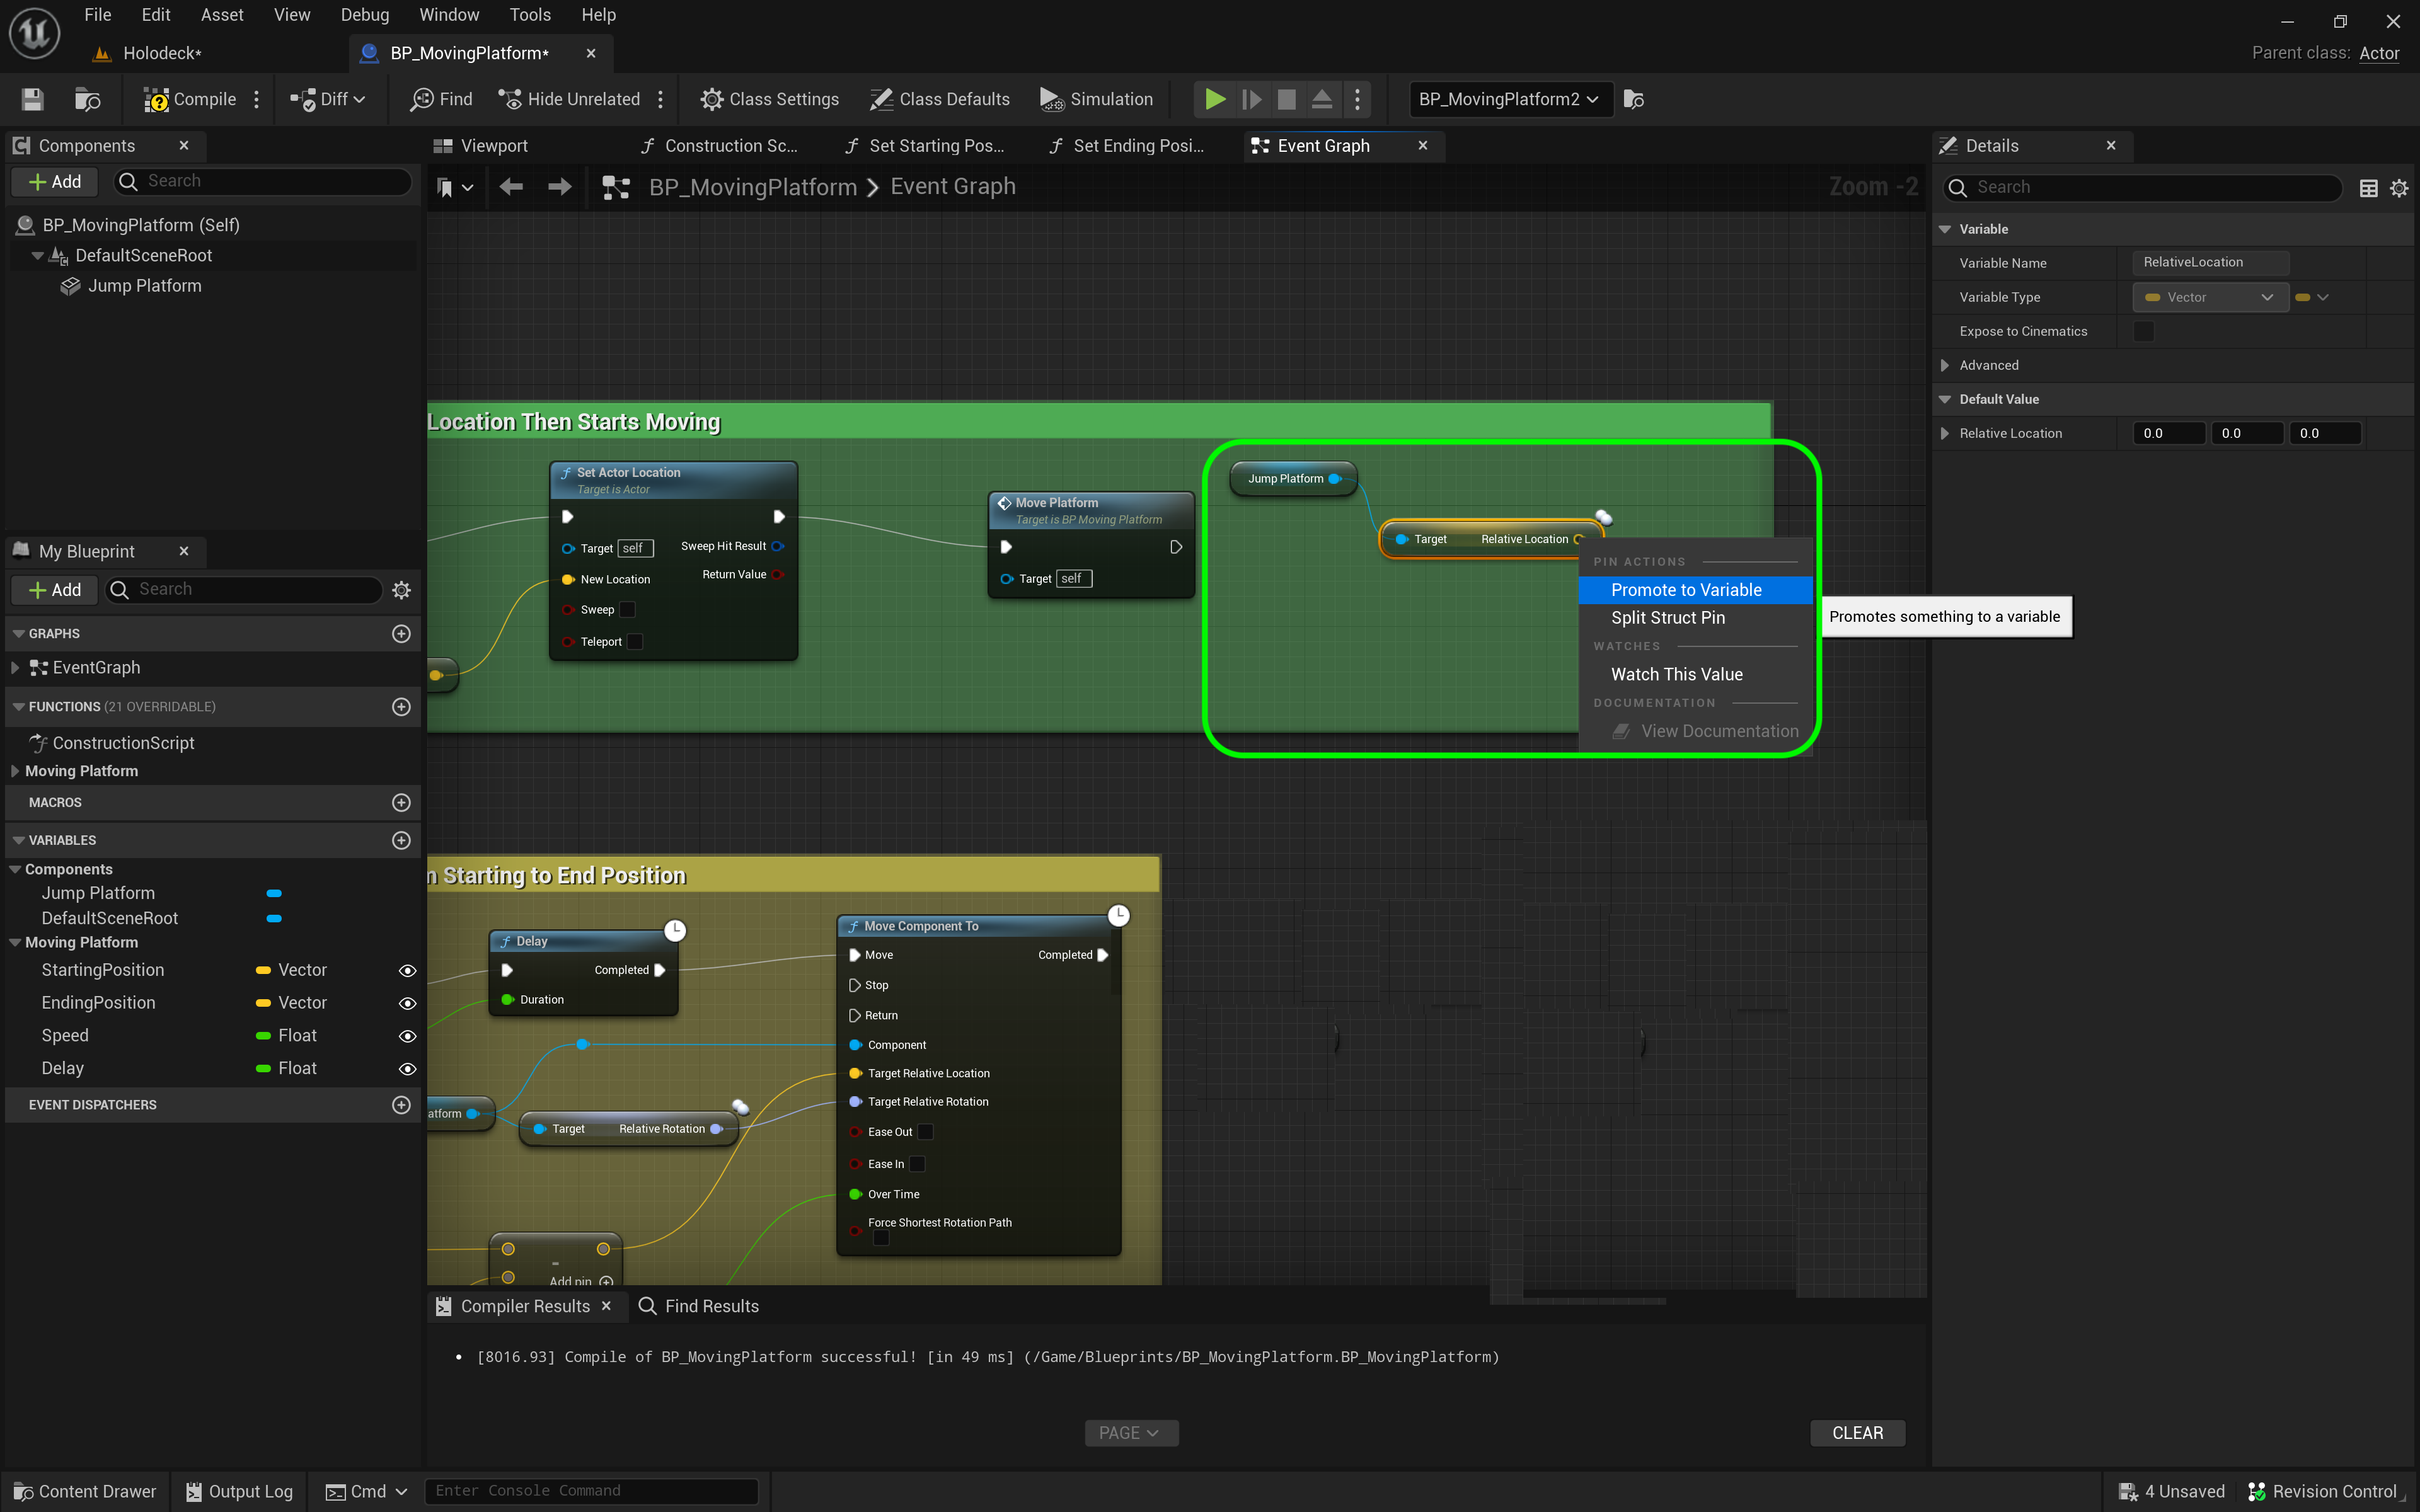 File Edit Asset View Debug Window Tools Help
Holodeck*
BP_MovingPlatform*
Parent class: Actor
Compile
Diff
Find
Hide Unrelated
Class Settings
Class Defaults
Simulation
BP_MovingPlatform2
Components
Add
Search
BP_MovingPlatform (Self)
DefaultSceneRoot
Jump Platform
My Blueprint
Add
Search
GRAPHS
EventGraph
FUNCTIONS (21 OVERRIDABLE)
ConstructionScript
Moving Platform
MACROS
VARIABLES
Components
Jump Platform
DefaultSceneRoot
Moving Platform
StartingPosition Vector
EndingPosition Vector
Speed Float
Delay Float
EVENT DISPATCHERS
Viewport
Construction Sc...
Set Starting Pos...
Set Ending Posi...
Event Graph
BP_MovingPlatform > Event Graph
Zoom -2
Location Then Starts Moving
Set Actor Location
Target is Actor
Target self
Sweep Hit Result
New Location
Return Value
Sweep
Teleport
Move Platform
Target is BP Moving Platform
Target self
Jump Platform
Target Relative Location
PIN ACTIONS
Promote to Variable
Split Struct Pin
WATCHES
Watch This Value
DOCUMENTATION
View Documentation
Promotes something to a variable
n Starting to End Position
Delay
Completed
Duration
atform
Target Relative Rotation
Add pin
Move Component To
Move Completed
Stop
Return
Component
Target Relative Location
Target Relative Rotation
Ease Out
Ease In
Over Time
Force Shortest Rotation Path
Details
Search
Variable
Variable Name RelativeLocation
Variable Type Vector
Expose to Cinematics
Advanced
Default Value
Relative Location 0.0 0.0 0.0
Compiler Results
Find Results
[8016.93] Compile of BP_MovingPlatform successful! [in 49 ms] (/Game/Blueprints/BP_MovingPlatform.BP_MovingPlatform)
PAGE
CLEAR
Content Drawer
Output Log
Cmd
Enter Console Command
4 Unsaved
Revision Control